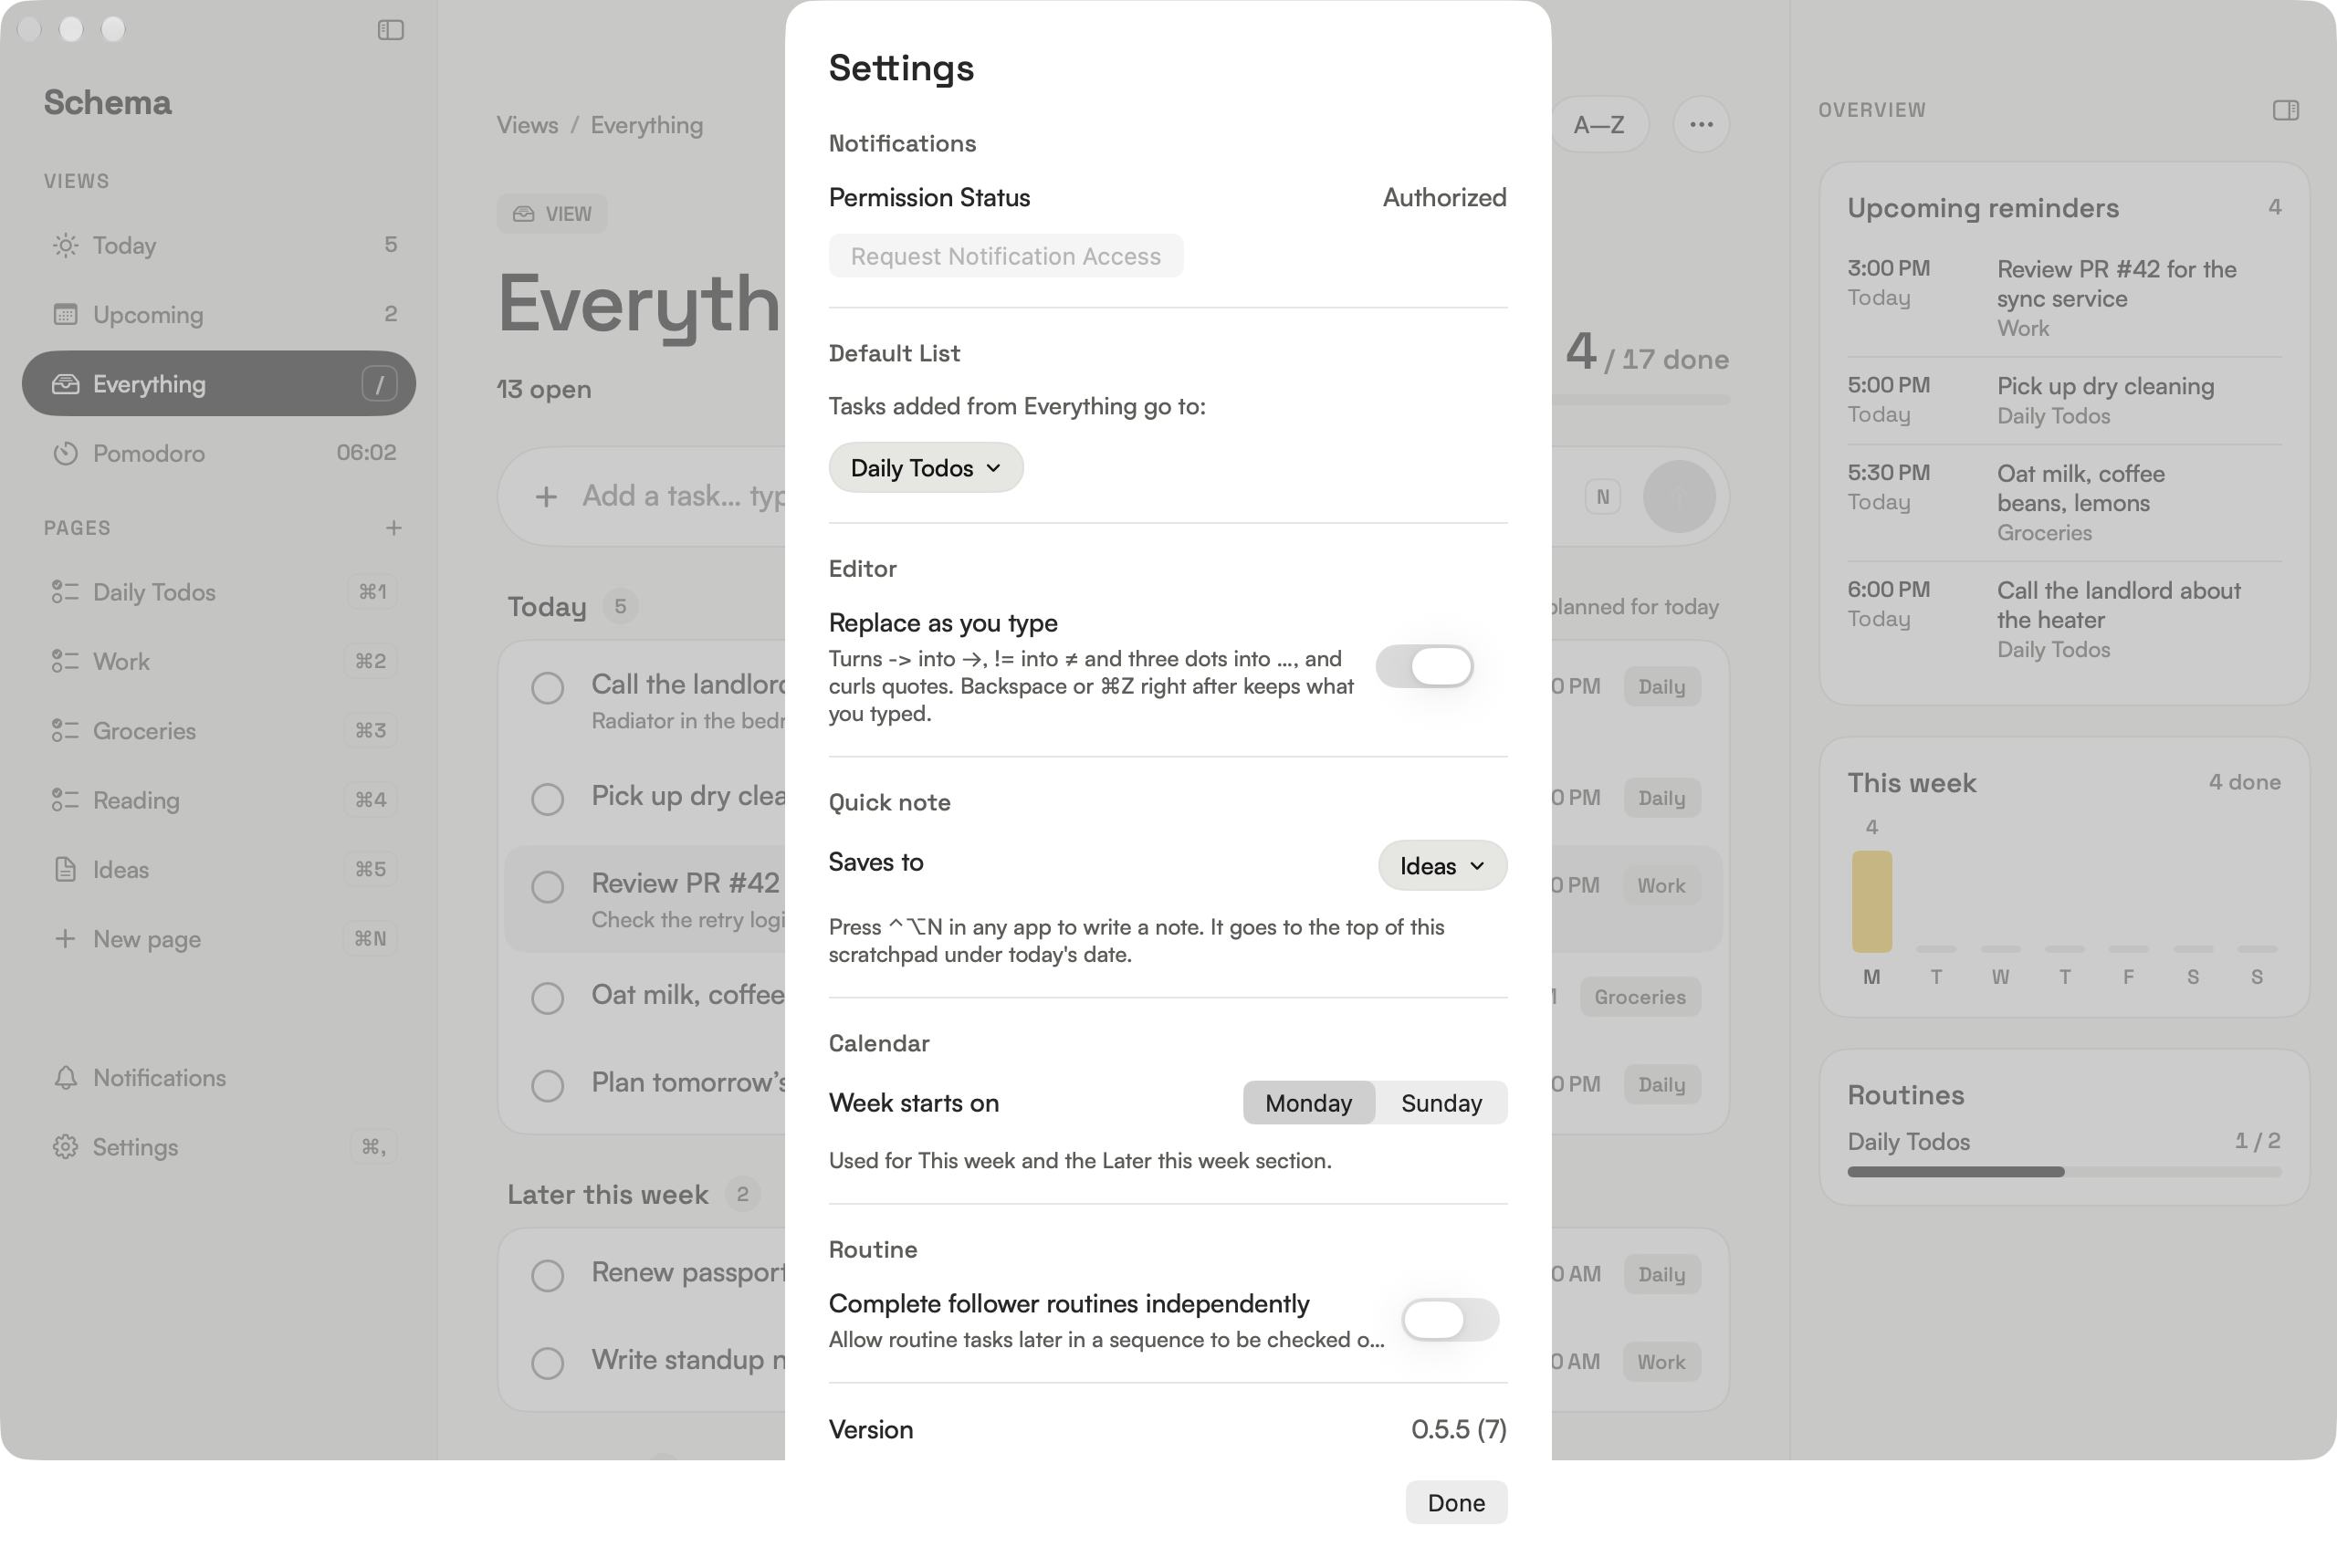 Schema
VIEWS
Today 5
Upcoming 2
Everything /
Pomodoro 06:02
PAGES
Daily Todos ⌘1
Work ⌘2
Groceries ⌘3
Reading ⌘4
Ideas ⌘5
New page ⌘N
Notifications
Settings ⌘,
Views / Everything
A—Z
VIEW
13 open
4 / 17 done
Add a task...
N
Today 5
planned for today
Call the
Radiator in the
PM Daily
Pick up dry
PM Daily
Review PR #42
Check the retry
PM Work
Oat milk, coffee
Groceries
Plan tomorrow’s
PM Daily
Later this week 2
Renew passport
AM Daily
Write standup
AM Work
Settings
Notifications
Permission Status Authorized
Request Notification Access
Default List
Tasks added from Everything go to:
Daily Todos
Editor
Replace as you type
Turns -> into →, != into ≠ and three dots into …, and
curls quotes. Backspace or ⌘Z right after keeps what
you typed.
Quick note
Saves to Ideas
Press ⌃⌥N in any app to write a note. It goes to the top of this
scratchpad under today's date.
Calendar
Week starts on Monday Sunday
Used for This week and the Later this week section.
Routine
Complete follower routines independently
Allow routine tasks later in a sequence to be checked o...
Version 0.5.5 (7)
Done
OVERVIEW
Upcoming reminders 4
3:00 PM Review PR #42 for the
Today sync service
Work
5:00 PM Pick up dry cleaning
Today Daily Todos
5:30 PM Oat milk, coffee
Today beans, lemons
Groceries
6:00 PM Call the landlord about
Today the heater
Daily Todos
This week 4 done
4
M T W T F S S
Routines
Daily Todos 1 / 2